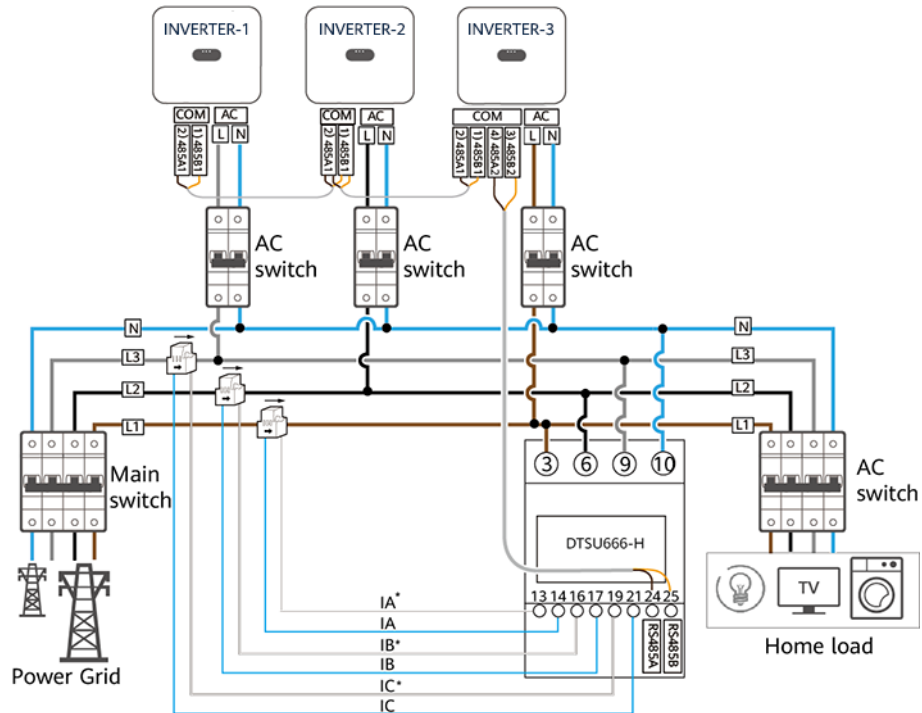 INVERTER-1
INVERTER-2
INVERTER-3
COM
AC
COM
AC
COM
AC
2) 485A1
1) 485B1
L
N
2) 485A1
1) 485B1
L
N
2) 485A1
1) 485B1
4) 485A2
3) 485B2
L
N
AC
switch
AC
switch
AC
switch
N
N
L3
L3
L2
L2
L1
L1
Main
switch
3
6
9
10
AC
switch
DTSU666-H
TV
13 14 16 17 19 21 24 25
RS485A
RS485B
IA*
IA
IB*
IB
IC*
IC
Power Grid
Home load